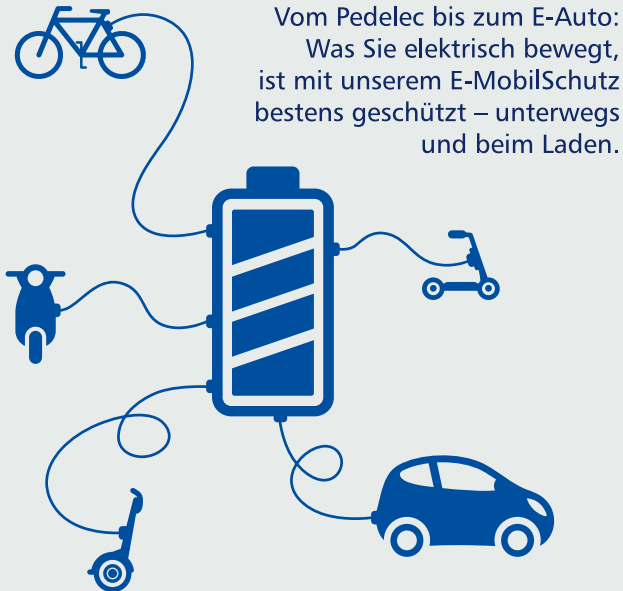 Vom Pedelec bis zum E-Auto:
Was Sie elektrisch bewegt,
ist mit unserem E-MobilSchutz
bestens geschützt – unterwegs
und beim Laden.